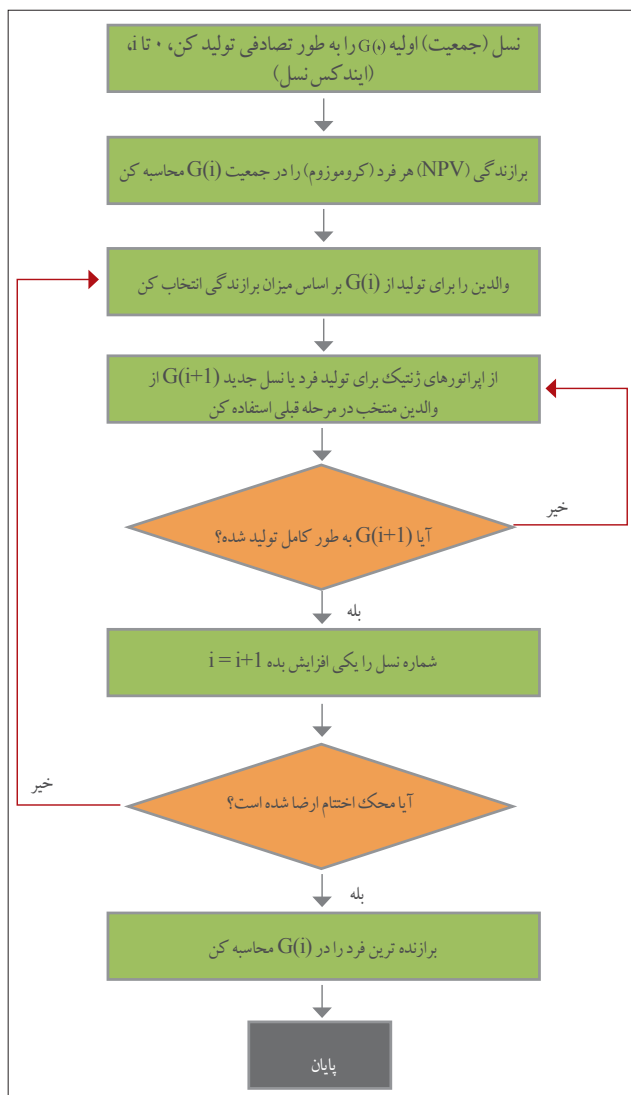 نسل (جمعیت) اولیه G(۰) را به طور تصادفی تولید کن، ۰ تا i،
(ایندکس نسل)
برازندگی (NPV) هر فرد (کروموزوم) را در جمعیت G(i) محاسبه کن
والدین را برای تولید از G(i) بر اساس میزان برازندگی انتخاب کن
از اپراتورهای ژنتیک برای تولید فرد یا نسل جدید G(i+1) از
والدین منتخب در مرحله قبلی استفاده کن
آیا G(i+1) به طور کامل تولید شده؟
خیر
بله
شماره نسل را یکی افزایش بده i = i+1
آیا محک اختتام ارضا شده است؟
خیر
بله
برازنده ترین فرد را در G(i) محاسبه کن
پایان